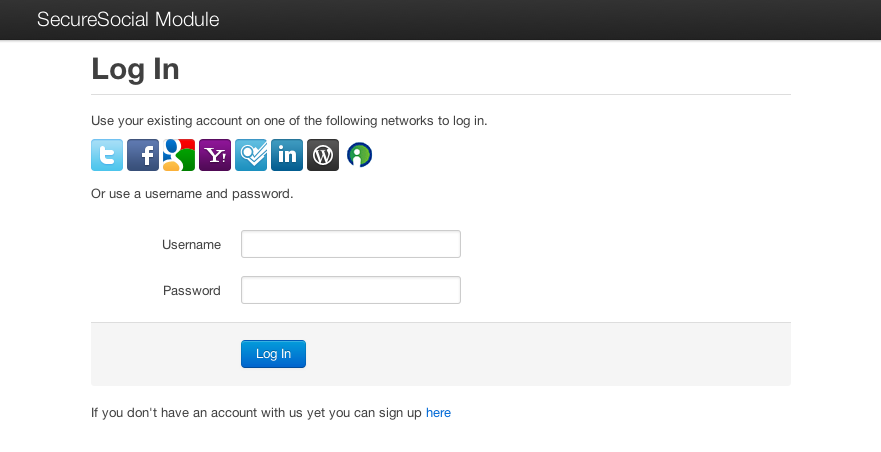 SecureSocial Module
Log In
Use your existing account on one of the following networks to log in.
t f g Y! in W
Or use a username and password.
Username
Password
Log In
If you don't have an account with us yet you can sign up here